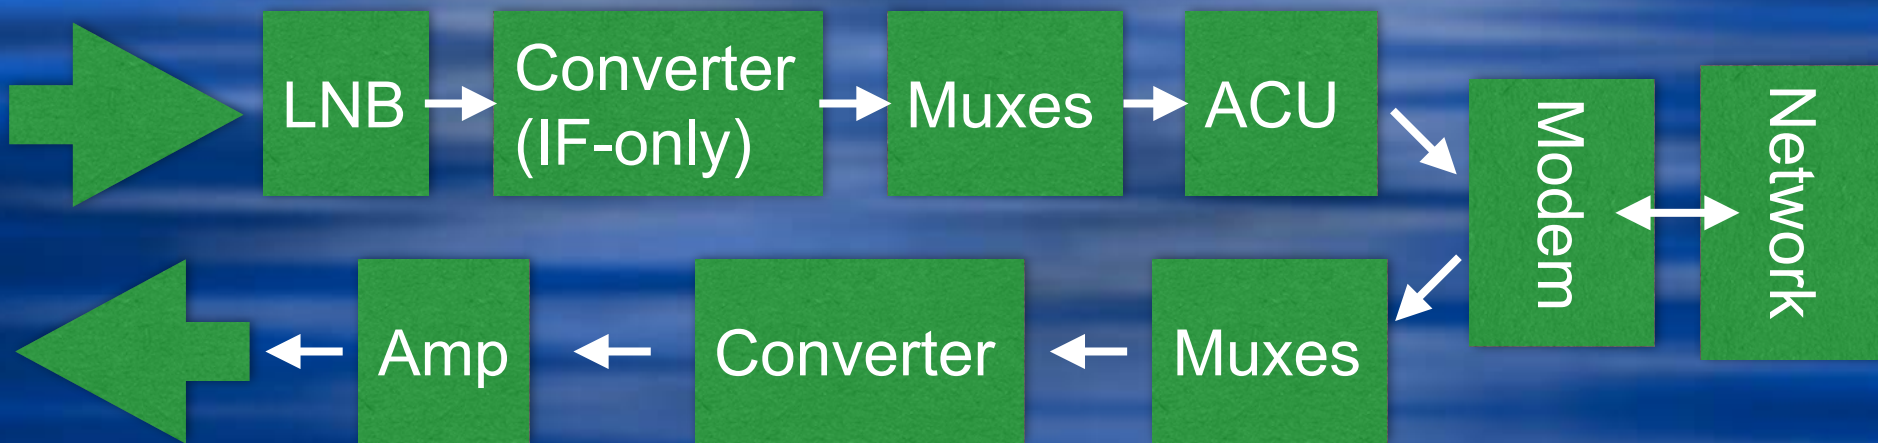 LNB
Converter
(IF-only)
Muxes
ACU
Modem
Network
Amp
Converter
Muxes